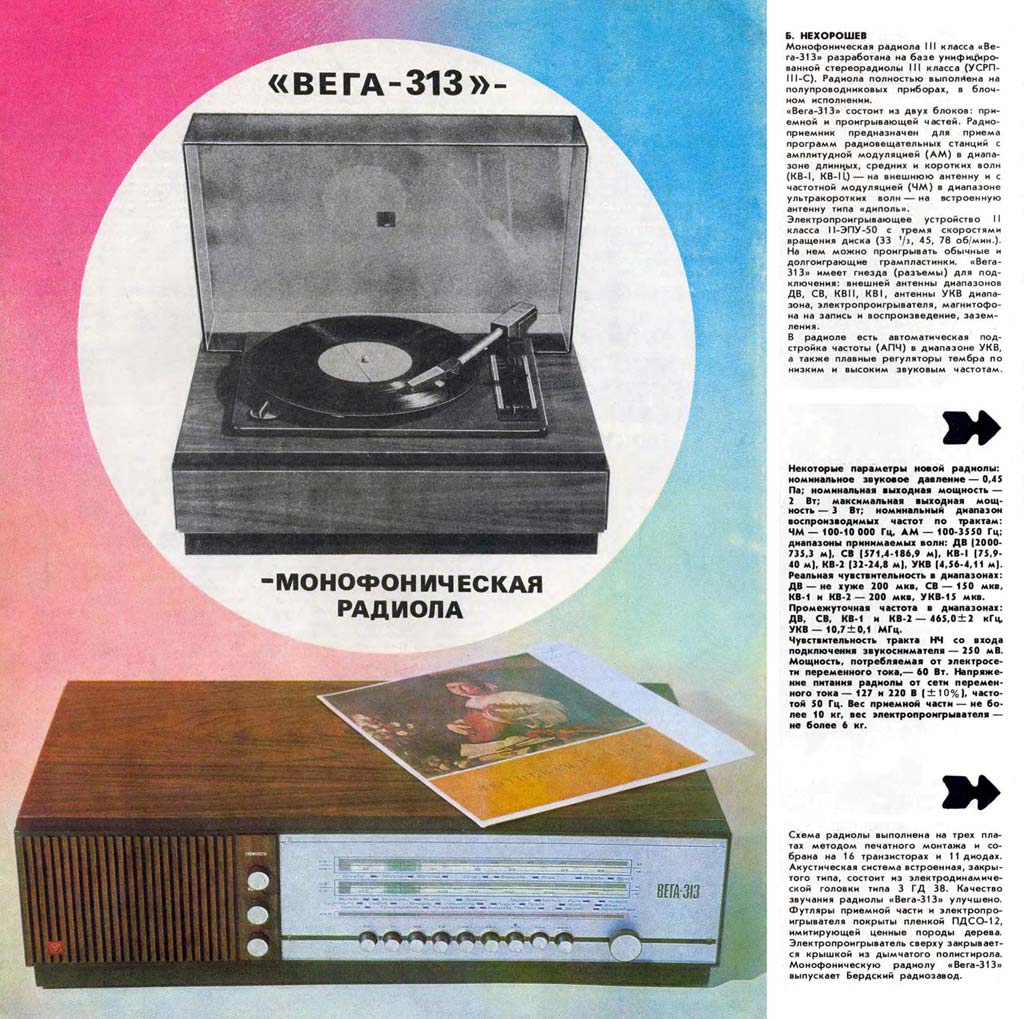 «ВЕГА-313»-
-МОНОФОНИЧЕСКАЯ
РАДИОЛА
ВЕГА-313
Б. НЕХОРОШЕВ
Монофоническая радиола III класса «Ве-
га-313» разработана на базе унифициро-
ванной стереорадиолы III класса (УСРП-
III-С). Радиола полностью выполнена на
полупроводниковых приборах, в блоч-
ном исполнении.
«Вега-313» состоит из двух блоков: при-
емной и проигрывающей частей. Радио-
приемник предназначен для приема
программ радиовещательных станций с
амплитудной модуляцией (АМ) в диапа-
зоне длинных, средних и коротких волн
(КВ-I, КВ-II) — на внешнюю антенну и с
частотной модуляцией (ЧМ) в диапазоне
ультракоротких волн — на встроенную
антенну типа «диполь».
Электропроигрывающее устройство II
класса II-ЭПУ-50 с тремя скоростями
вращения диска (33 1/3, 45, 78 об/мин.).
На нем можно проигрывать обычные и
долгоиграющие грампластинки. «Вега-
313» имеет гнезда (разъемы) для под-
ключения: внешней антенны диапазонов
ДВ, СВ, КВII, КВI, антенны УКВ диапа-
зона, электропроигрывателя, магнитофо-
на на запись и воспроизведение, зазем-
ления.
В радиоле есть автоматическая под-
стройка частоты (АПЧ) в диапазоне УКВ,
а также плавные регуляторы тембра по
низким и высоким звуковым частотам.
Некоторые параметры новой радиолы:
номинальное звуковое давление — 0,45
Па; номинальная выходная мощность —
2 Вт; максимальная выходная мощ-
ность — 3 Вт; номинальный диапазон
воспроизводимых частот по трактам:
ЧМ — 100-10 000 Гц, АМ — 100-3550 Гц;
диапазоны принимаемых волн: ДВ (2000-
735,3 м), СВ (571,4-186,9 м), КВ-I (75,9-
40 м), КВ-2 (32-24,8 м), УКВ (4,56-4,11 м).
Реальная чувствительность в диапазонах:
ДВ — не хуже 200 мкв, СВ — 150 мкв,
КВ-1 и КВ-2 — 200 мкв, УКВ-15 мкв.
Промежуточная частота в диапазонах:
ДВ, СВ, КВ-1 и КВ-2 — 465,0±2 кГц,
УКВ — 10,7±0,1 МГц.
Чувствительность тракта НЧ со входа
подключения звукоснимателя — 250 мВ.
Мощность, потребляемая от электросе-
ти переменного тока,— 60 Вт. Напряже-
ние питания радиолы от сети перемен-
ного тока — 127 и 220 В (±10%), часто-
той 50 Гц. Вес приемной части — не бо-
лее 10 кг, вес электропроигрывателя —
не более 6 кг.
Схема радиолы выполнена на трех пла-
тах методом печатного монтажа и со-
брана на 16 транзисторах и 11 диодах.
Акустическая система встроенная, закры-
того типа, состоит из электродинамиче-
ской головки типа 3 ГД 38. Качество
звучания радиолы «Вега-313» улучшено.
Футляры приемной части и электропро-
игрывателя покрыты пленкой ПДСО-12,
имитирующей ценные породы дерева.
Электропроигрыватель сверху закрывает-
ся крышкой из дымчатого полистирола.
Монофоническую радиолу «Вега-313»
выпускает Бердский радиозавод.